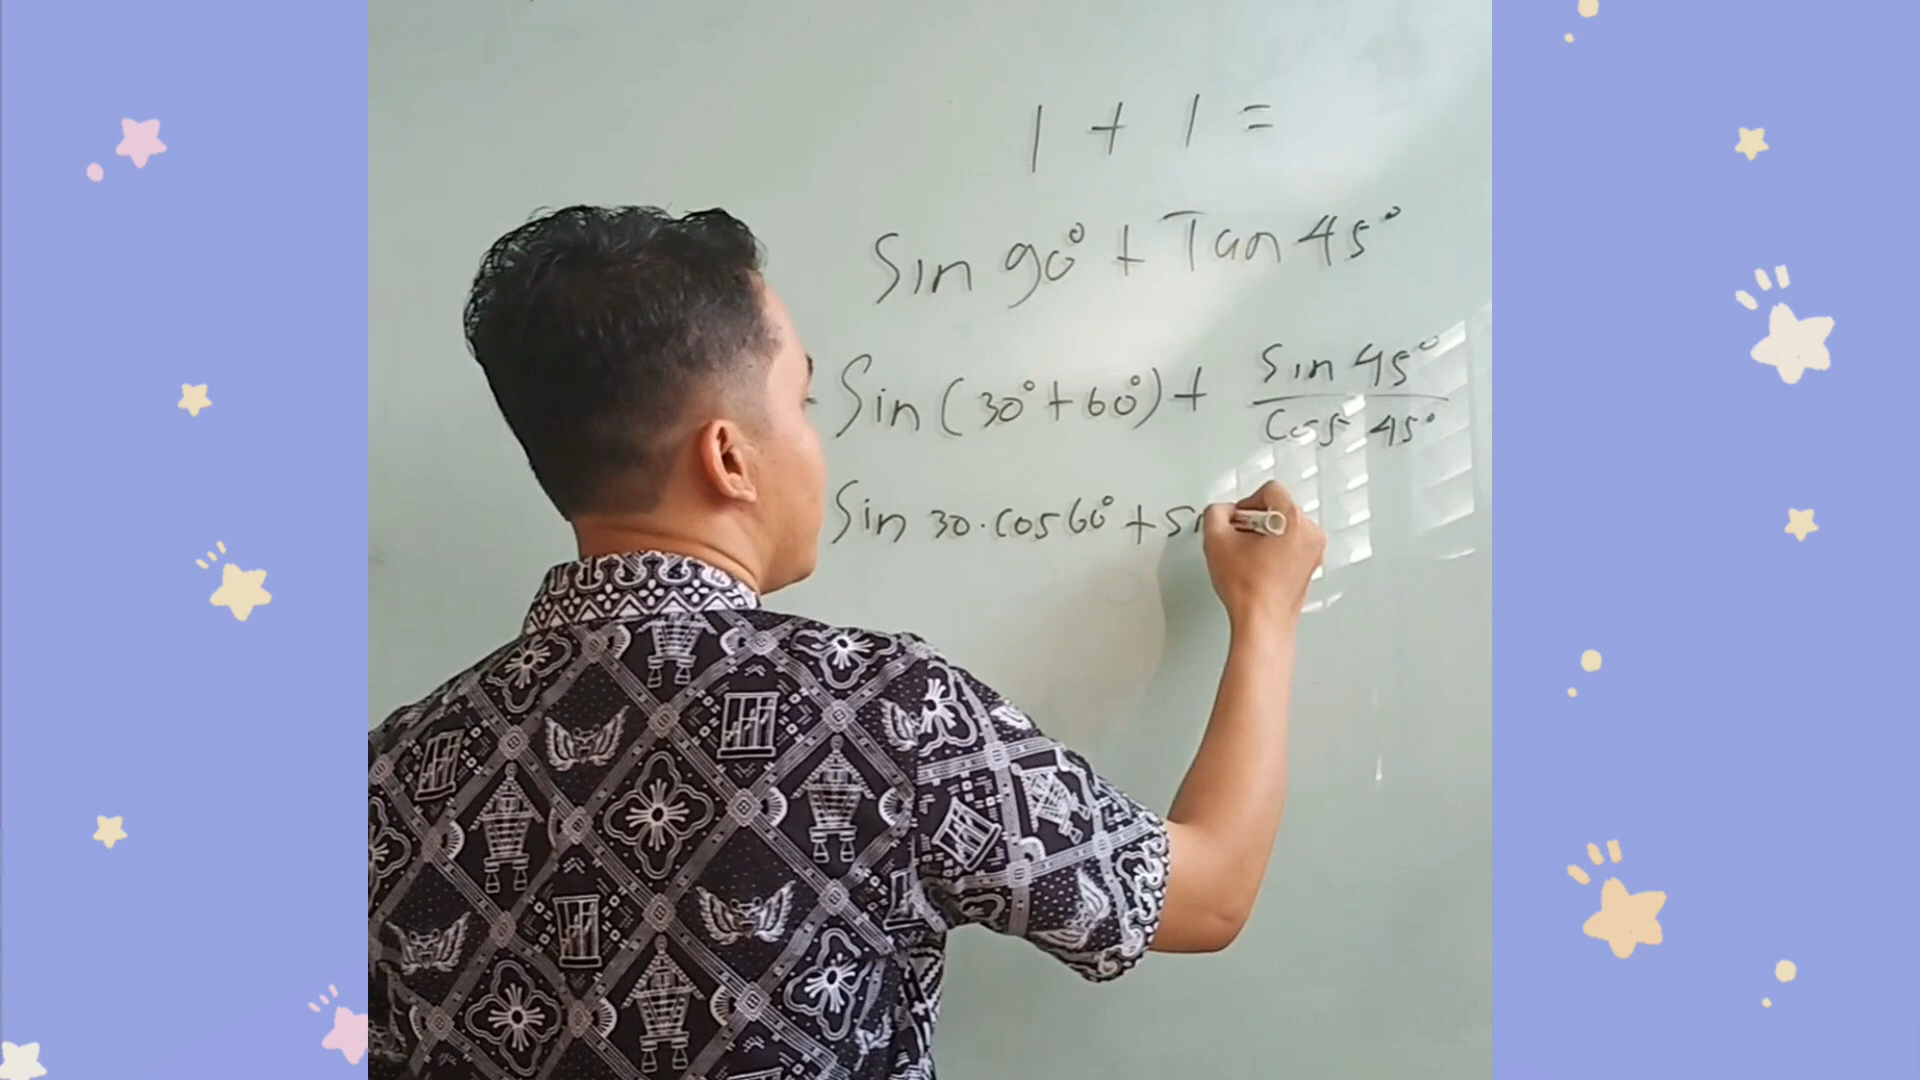 1 + 1 =
Sin 90° + Tan 45°
Sin (30° + 60°) + Sin 45° / Cos 45°
Sin 30 . Cos 60° + S